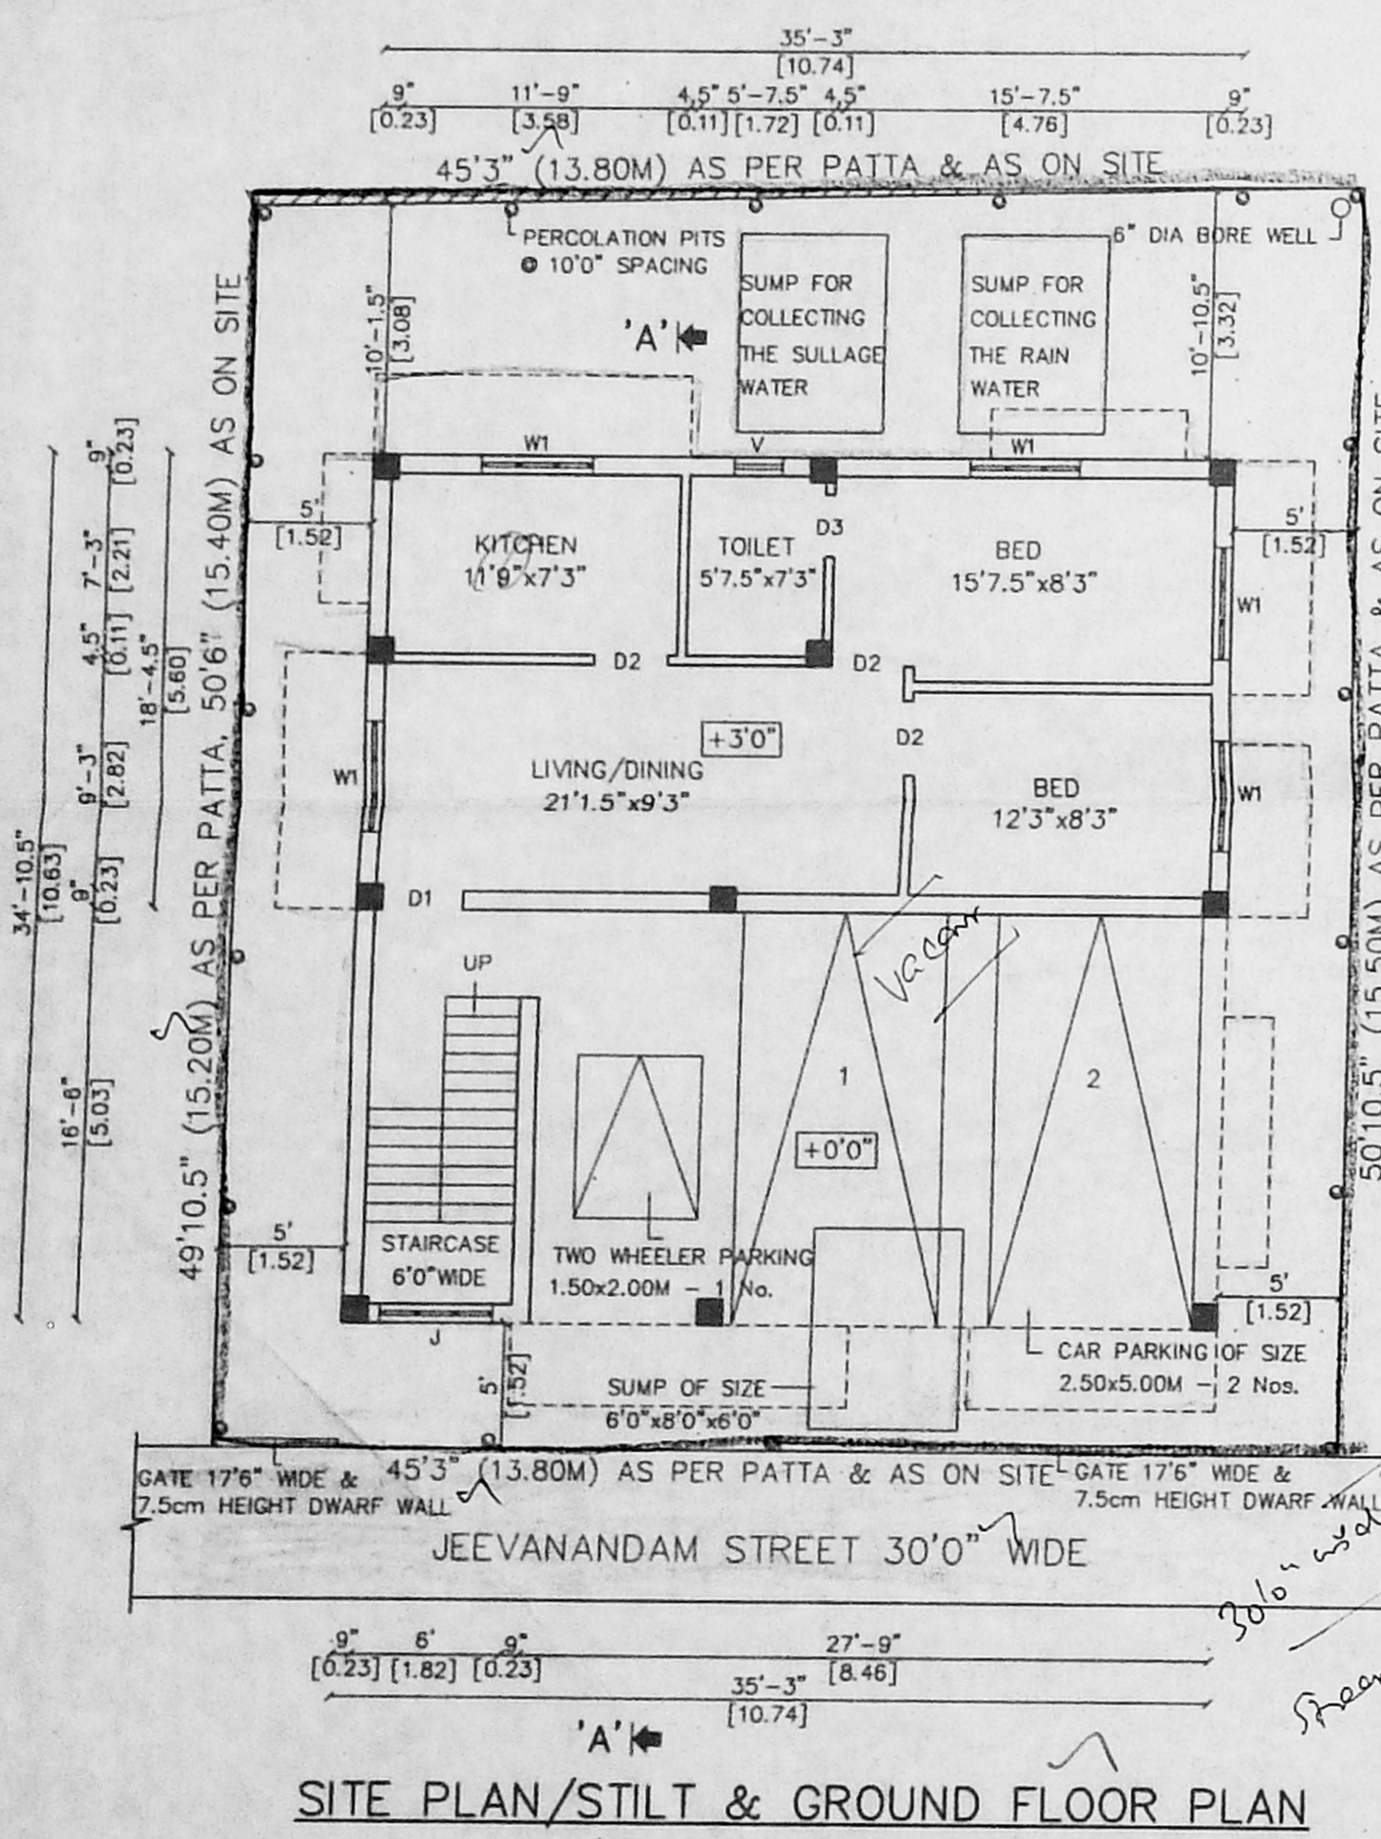 35'-3"
[10.74]
9" 11'-9" 4.5" 5'-7.5" 4.5" 15'-7.5" 9"
[0.23] [3.58] [0.11] [1.72] [0.11] [4.76] [0.23]
45'3" (13.80M) AS PER PATTA & AS ON SITE
PERCOLATION PITS
@ 10'0" SPACING
6" DIA BORE WELL
SUMP FOR
COLLECTING
THE SULLAGE
WATER
SUMP FOR
COLLECTING
THE RAIN
WATER
10'-1.5"
[3.08]
10'-10.5"
[3.32]
'A'
W1 V W1
5'
[1.52]
5'
[1.52]
KITCHEN
11'9"x7'3"
TOILET
5'7.5"x7'3"
D3
BED
15'7.5"x8'3"
W1
D2
D2
+3'0"
D2
W1
LIVING/DINING
21'1.5"x9'3"
BED
12'3"x8'3"
W1
D1
9"
[0.23]
7'-3"
[2.21]
4.5"
[0.11]
9'-3"
[2.82]
9"
[0.23]
16'-6"
[5.03]
18'-4.5"
[5.60]
34'-10.5"
[10.63]
49'10.5" (15.20M) AS PER PATTA, 50'6" (15.40M) AS ON SITE
50'10.5" (15.50M) AS PER PATTA & AS ON SITE
UP
vacant
1
2
+0'0"
5'
[1.52]
STAIRCASE
6'0"WIDE
TWO WHEELER PARKING
1.50x2.00M - 1 No.
5'
[1.52]
J
CAR PARKING OF SIZE
2.50x5.00M - 2 Nos.
5'
[1.52]
SUMP OF SIZE
6'0"x8'0"x6'0"
GATE 17'6" WIDE &
7.5cm HEIGHT DWARF WALL
45'3" (13.80M) AS PER PATTA & AS ON SITE
GATE 17'6" WIDE &
7.5cm HEIGHT DWARF WALL
JEEVANANDAM STREET 30'0" WIDE
30'0"
9" 6' 9" 27'-9"
[0.23] [1.82] [0.23] [8.46]
35'-3"
[10.74]
'A'
SITE PLAN/STILT & GROUND FLOOR PLAN